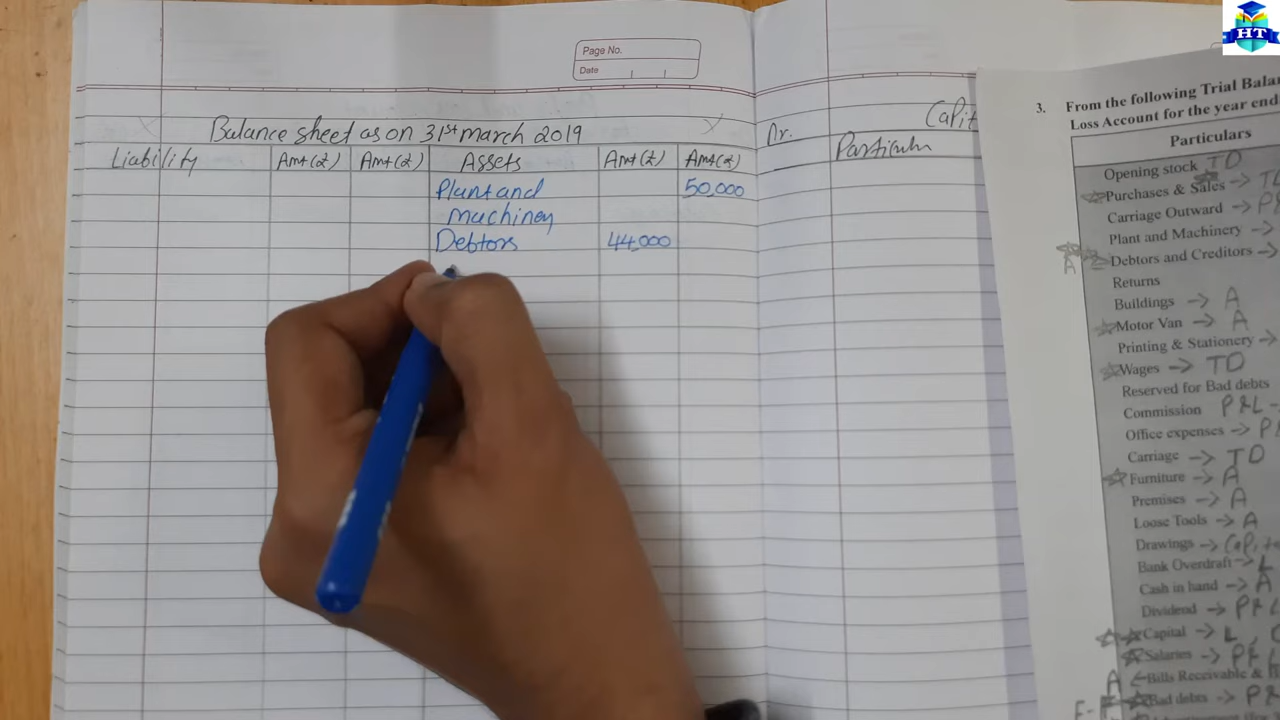 HT
Page No.
Date
Balance sheet as on 31st march 2019
Liability Amt(₹) Amt(₹) Assets Amt(₹) Amt(₹)
Plant and 50,000
machinery
Debtors 44,000
Dr.
Particular
3. From the following Trial
Loss Account for the year
Particulars
Opening stock TD
Purchases & Sales →
Carriage Outward →
Plant and Machinery →
A Debtors and Creditors →
Returns
Buildings → A
Motor Van → A
Printing & Stationery →
Wages → TD
Reserved for Bad debts
Commission P&L
Office expenses →
Carriage → TD
Furniture → A
Premises → A
Loose Tools → A
Drawings →
Bank Overdraft → L
Cash in hand → A
Dividend → P&L
Capital → L
Salaries → P&L
A Bills Receivable &
Bad debts →